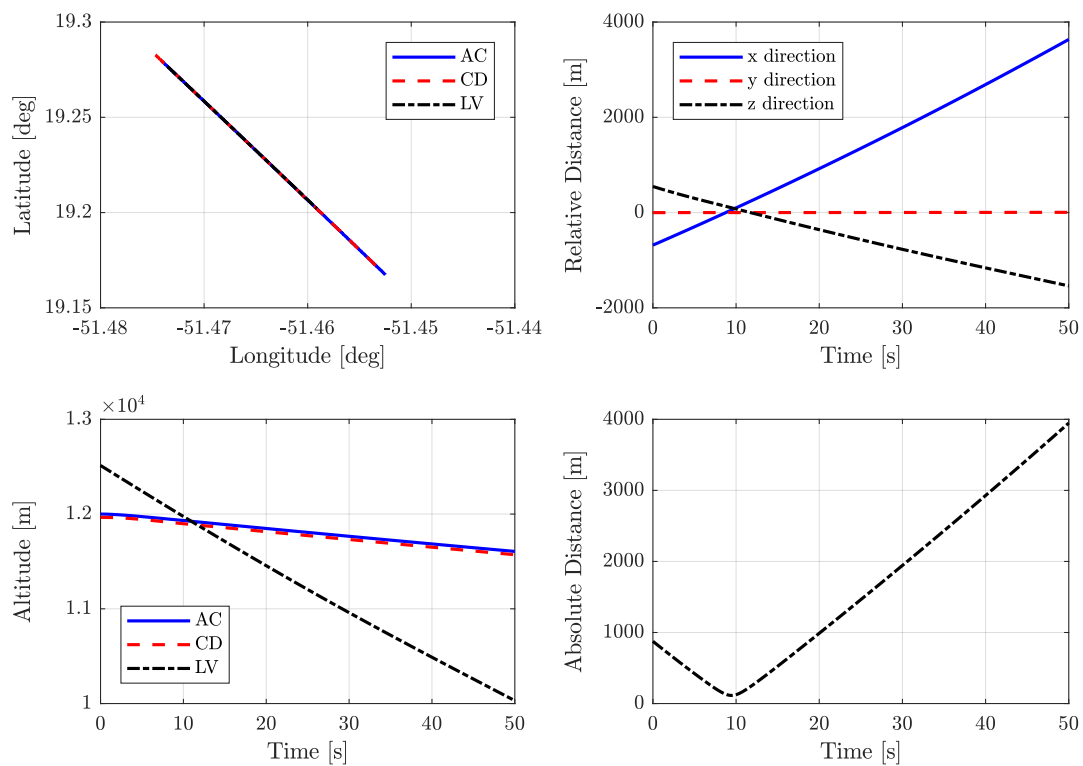 19.3
19.25
19.2
19.15
Latitude [deg]
AC
CD
LV
-51.48
-51.47
-51.46
-51.45
-51.44
Longitude [deg]
4000
2000
0
-2000
Relative Distance [m]
x direction
y direction
z direction
0
10
20
30
40
50
Time [s]
×10⁴
1.3
1.2
1.1
1
Altitude [m]
AC
CD
LV
0
10
20
30
40
50
Time [s]
4000
3000
2000
1000
0
Absolute Distance [m]
0
10
20
30
40
50
Time [s]